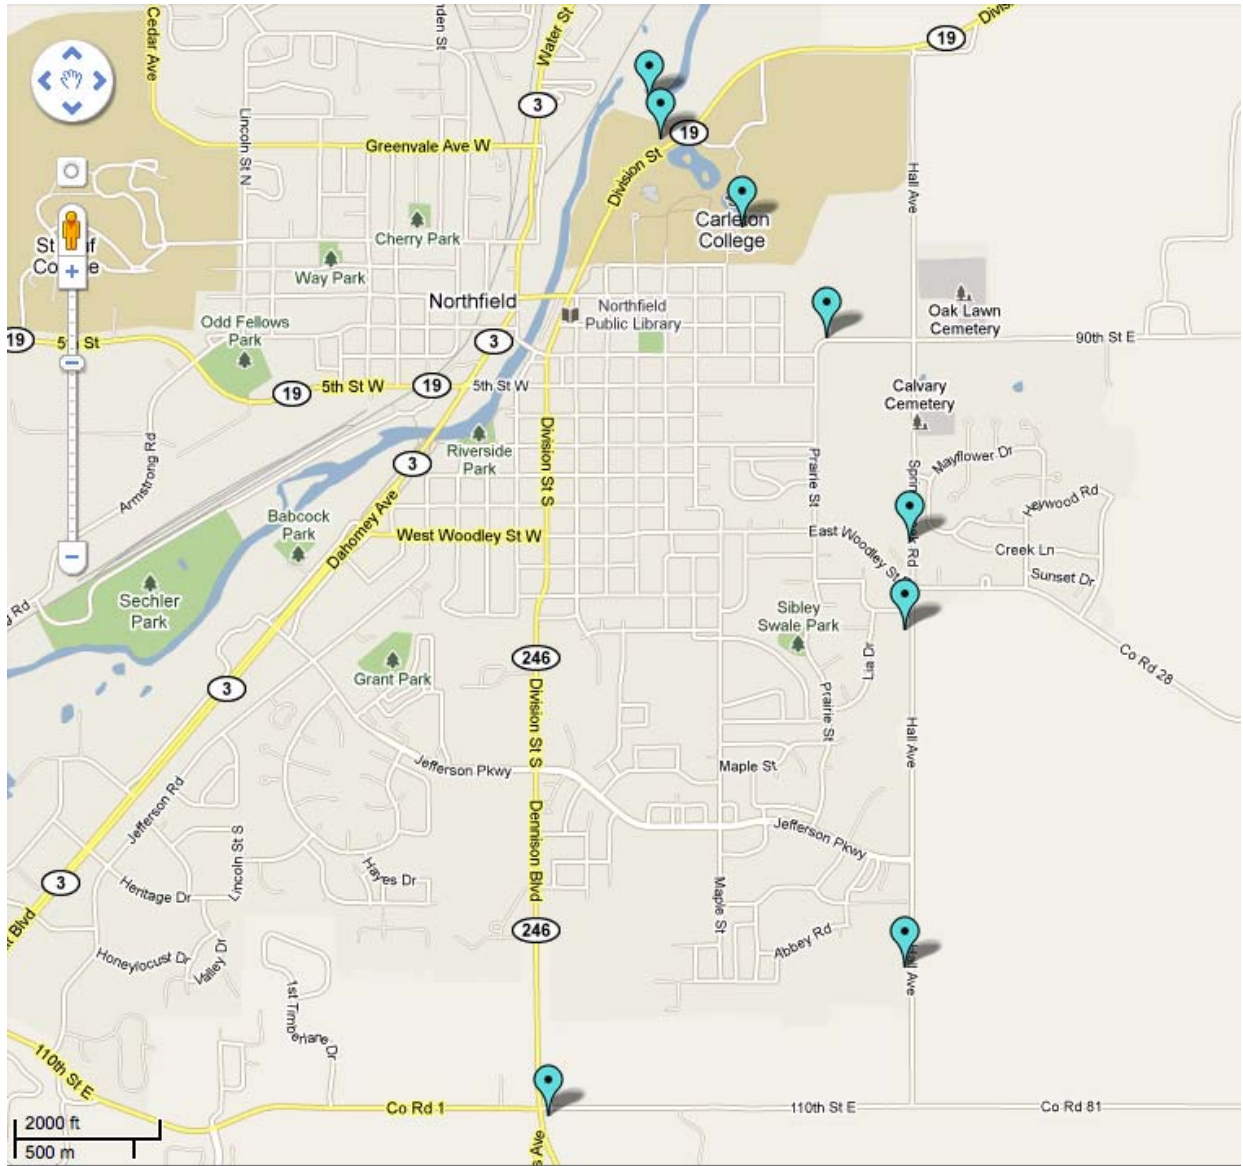 Cedar Ave
Water St
19
3
19
Greenvale Ave W
Lincoln St N
Division St
Hall Ave
Carleton
College
Cherry Park
Way Park
Northfield
Northfield
Public Library
Oak Lawn
Cemetery
Odd Fellows
Park
19
5th St
3
90th St E
19
5th St W
19
5th St W
Calvary
Cemetery
Division St S
Riverside
Park
3
Armstrong Rd
Prairie St
Mayflower Dr
Heywood Rd
Babcock
Park
Dahomey Ave
West Woodley St W
East Woodley St E
Creek Ln
Sunset Dr
Sechler
Park
Sibley
Swale Park
246
Grant Park
3
Lia Dr
Co Rd 28
Division St S
Prairie St
Hall Ave
Jefferson Pkwy
Maple St
Jefferson Rd
Dennison Blvd
Jefferson Pkwy
Lincoln St S
3
Heritage Dr
Hayes Dr
Maple St
246
Abbey Rd
Honeylocust Dr
Valley Dr
Hall Ave
1st Timberlane Dr
110th St E
Co Rd 1
110th St E
Co Rd 81
2000 ft
500 m